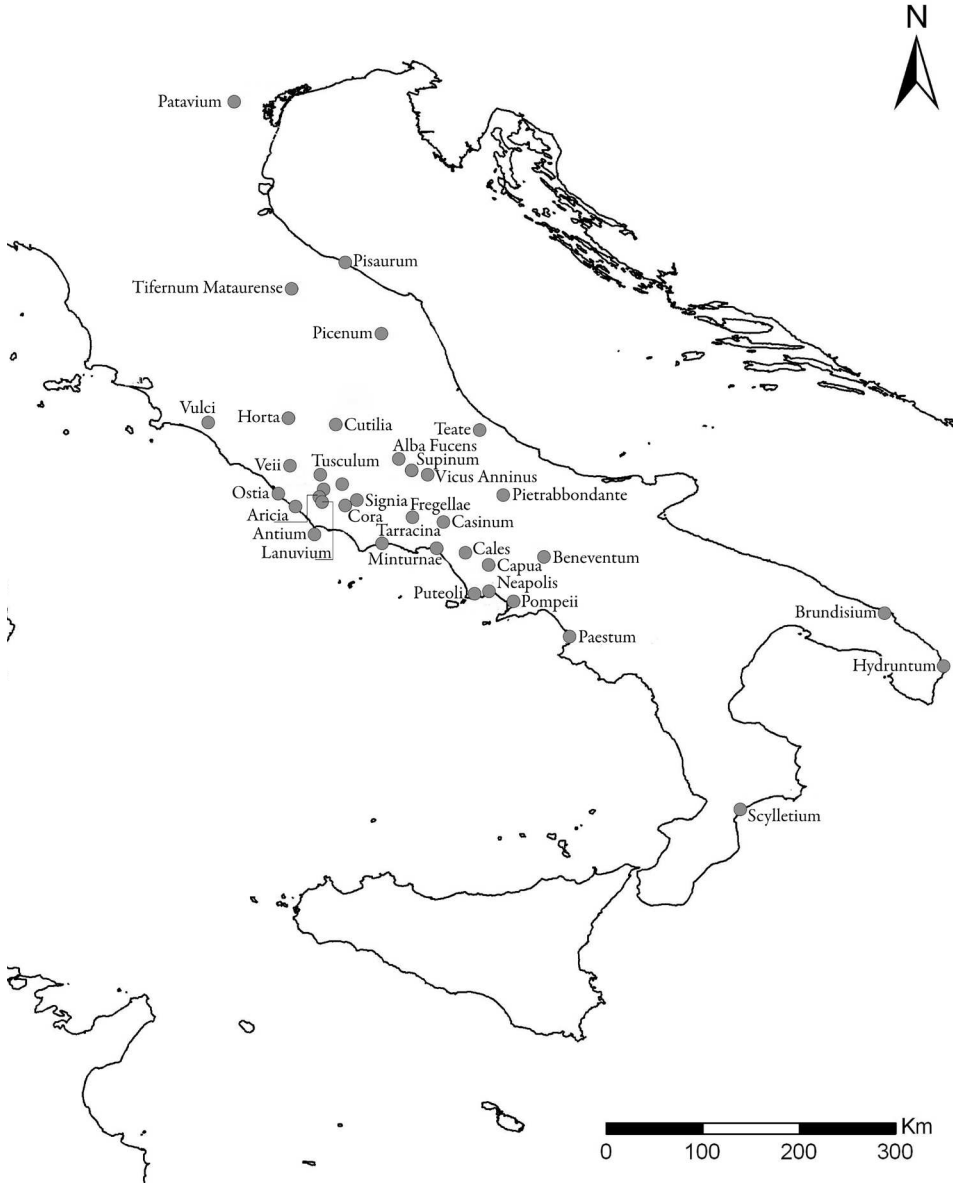 N
Patavium
Pisaurum
Tifernum Mataurense
Picenum
Vulci
Horta
Cutilia
Teate
Alba Fucens
Supinum
Veii
Tusculum
Vicus Anninus
Ostia
Signia
Pietrabbondante
Aricia
Cora
Fregellae
Casinum
Antium
Tarracina
Lanuvium
Minturnae
Cales
Beneventum
Capua
Puteoli
Neapolis
Pompeii
Brundisium
Paestum
Hydruntum
Scylletium
Km
0 100 200 300